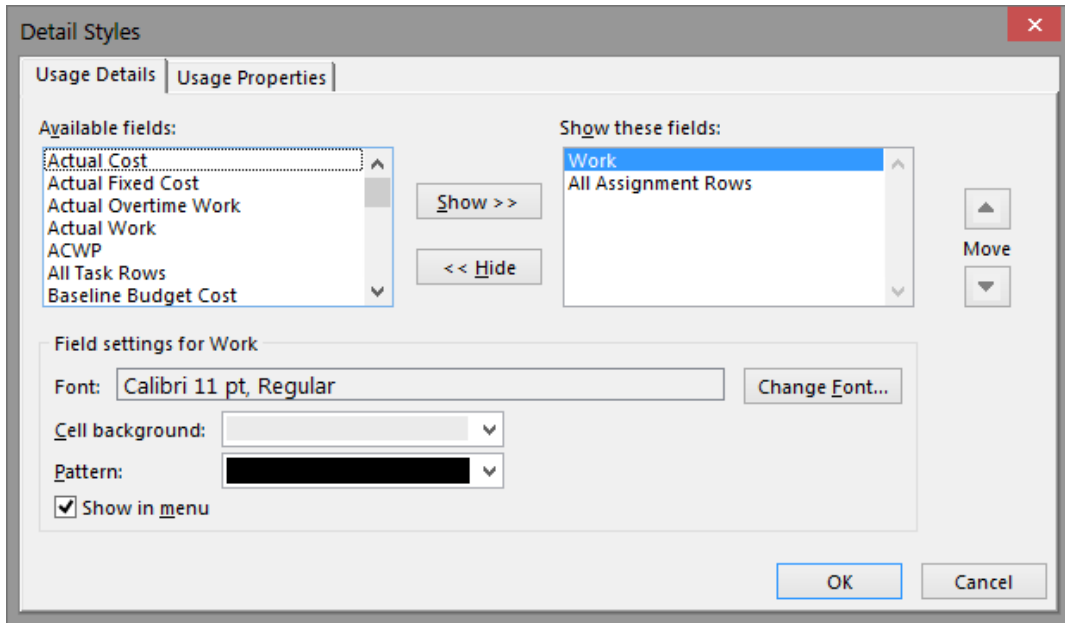 Detail Styles
Usage Details
Usage Properties
Available fields:
Actual Cost
Actual Fixed Cost
Actual Overtime Work
Actual Work
ACWP
All Task Rows
Baseline Budget Cost
Show >>
<< Hide
Show these fields:
Work
All Assignment Rows
Move
Field settings for Work
Font: Calibri 11 pt, Regular
Change Font...
Cell background:
Pattern:
Show in menu
OK
Cancel